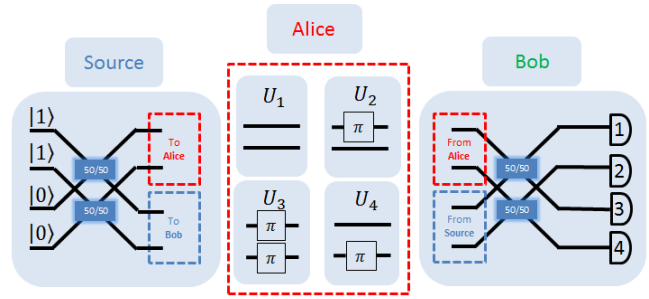 Source
Alice
Bob
|1⟩
|1⟩
|0⟩
|0⟩
50/50
50/50
To
Alice
To
Bob
U₁
U₂
π
U₃
π
π
U₄
π
From
Alice
From
Source
50/50
50/50
1
2
3
4